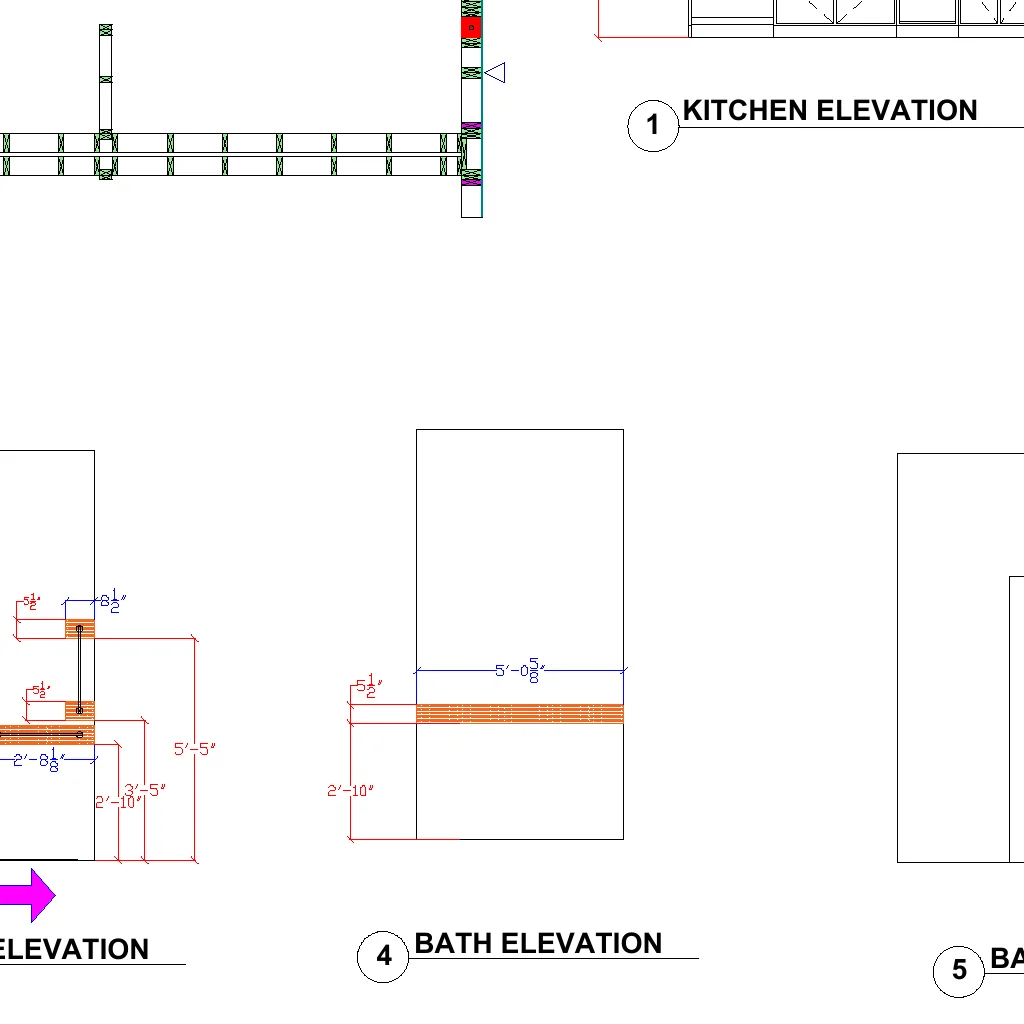 1 KITCHEN ELEVATION
5 1/2"
8 1/2"
5 1/2"
5'-5"
2'-8 1/8"
3'-5"
2'-10"
5'-0 5/8"
5 1/2"
2'-10"
ELEVATION
4 BATH ELEVATION
5 BA